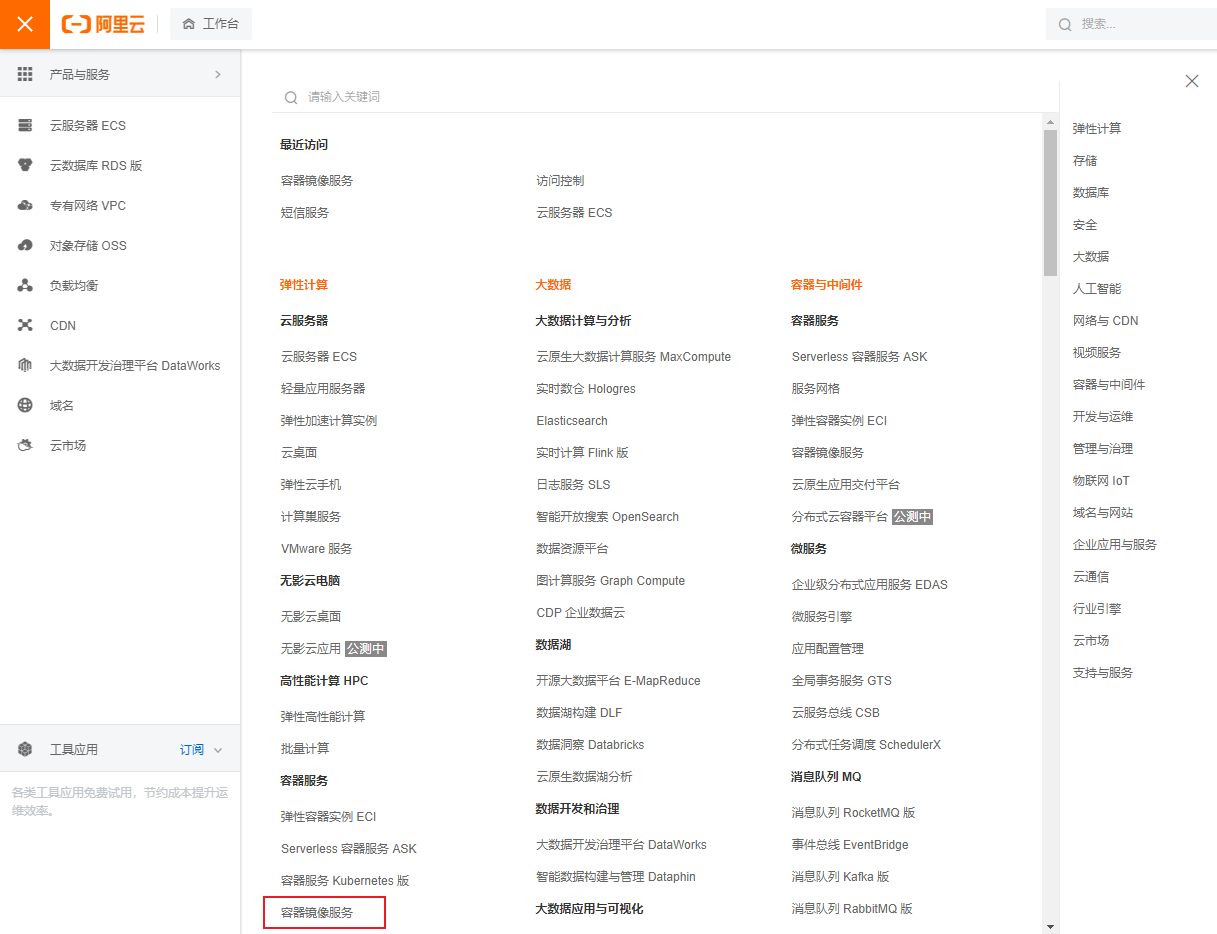 阿里云
工作台
搜索...
产品与服务
云服务器 ECS
云数据库 RDS 版
专有网络 VPC
对象存储 OSS
负载均衡
CDN
大数据开发治理平台 DataWorks
域名
云市场
工具应用
订阅
各类工具应用免费试用，节约成本提升运
维效率。
请输入关键词
最近访问
容器镜像服务
访问控制
短信服务
云服务器 ECS
弹性计算
云服务器
云服务器 ECS
轻量应用服务器
弹性加速计算实例
云桌面
弹性云手机
计算巢服务
VMware 服务
无影云电脑
无影云桌面
无影云应用 公测中
高性能计算 HPC
弹性高性能计算
批量计算
容器服务
弹性容器实例 ECI
Serverless 容器服务 ASK
容器服务 Kubernetes 版
容器镜像服务
大数据
大数据计算与分析
云原生大数据计算服务 MaxCompute
实时数仓 Hologres
Elasticsearch
实时计算 Flink 版
日志服务 SLS
智能开放搜索 OpenSearch
数据资源平台
图计算服务 Graph Compute
CDP 企业数据云
数据湖
开源大数据平台 E-MapReduce
数据湖构建 DLF
数据洞察 Databricks
云原生数据湖分析
数据开发和治理
大数据开发治理平台 DataWorks
智能数据构建与管理 Dataphin
大数据应用与可视化
容器与中间件
容器服务
Serverless 容器服务 ASK
服务网格
弹性容器实例 ECI
容器镜像服务
云原生应用交付平台
分布式云容器平台 公测中
微服务
企业级分布式应用服务 EDAS
微服务引擎
应用配置管理
全局事务服务 GTS
云服务总线 CSB
分布式任务调度 SchedulerX
消息队列 MQ
消息队列 RocketMQ 版
事件总线 EventBridge
消息队列 Kafka 版
消息队列 RabbitMQ 版
弹性计算
存储
数据库
安全
大数据
人工智能
网络与 CDN
视频服务
容器与中间件
开发与运维
管理与治理
物联网 IoT
域名与网站
企业应用与服务
云通信
行业引擎
云市场
支持与服务